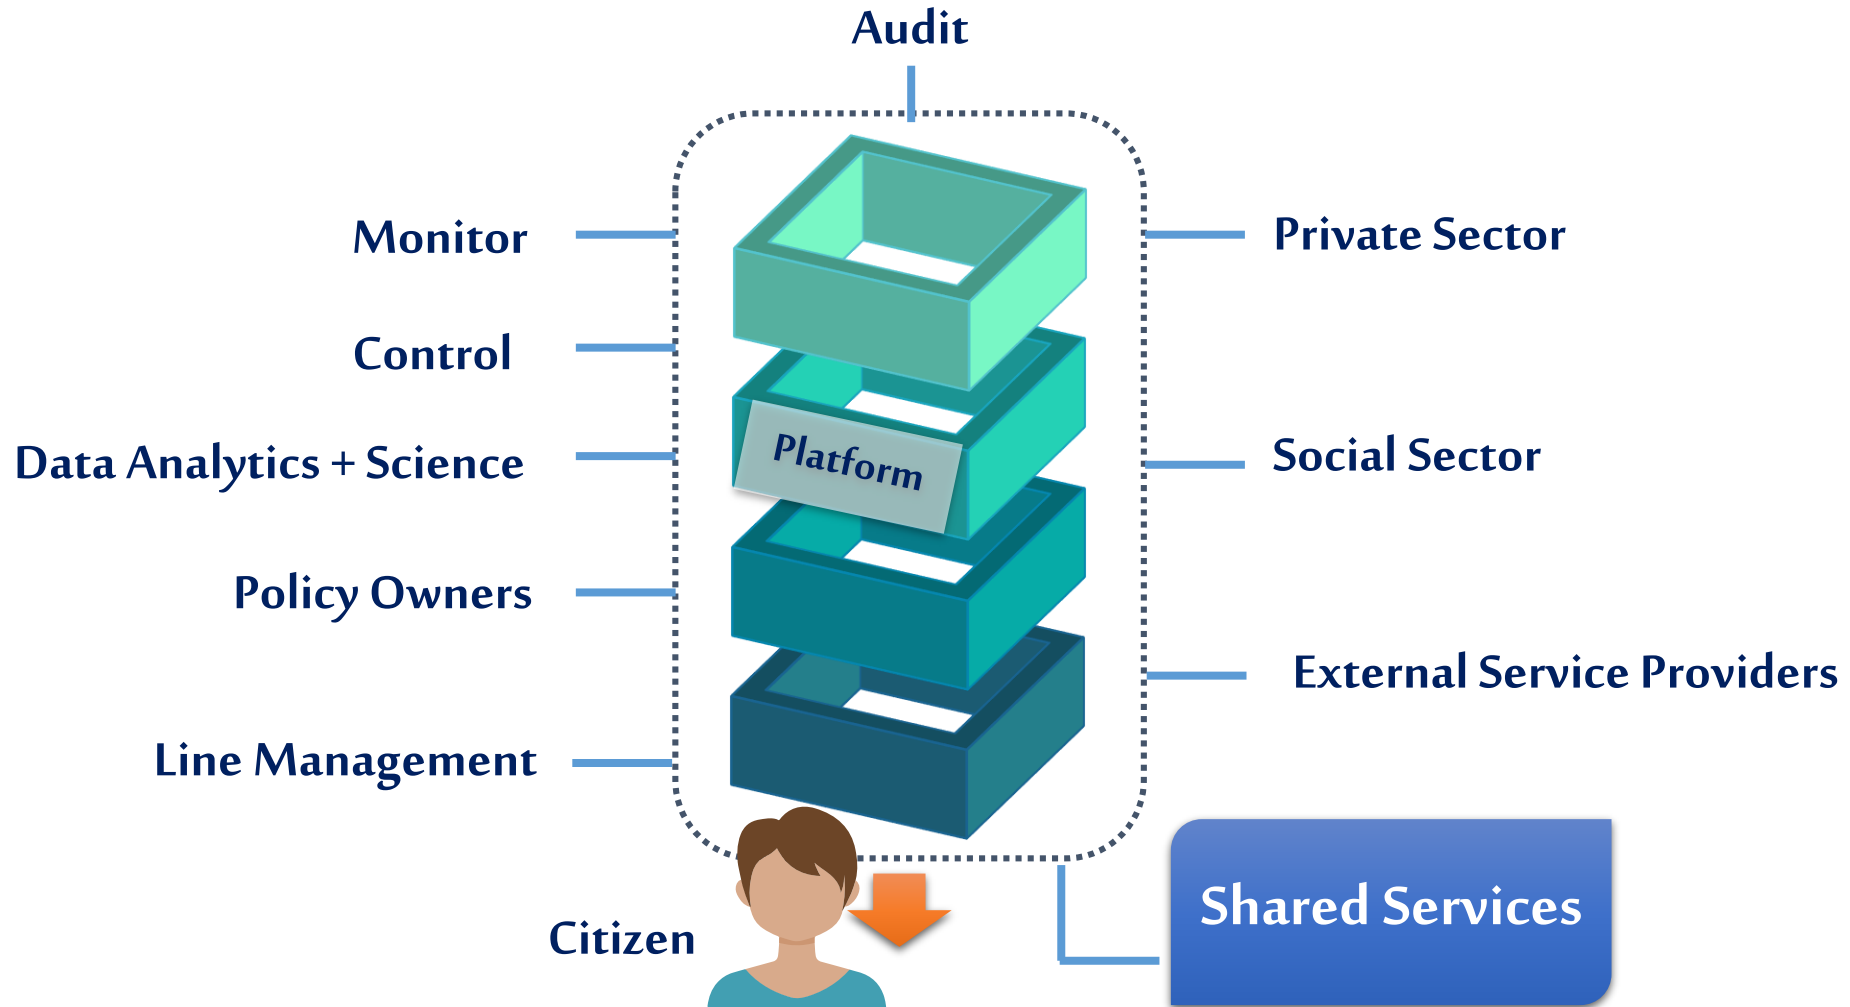 Audit
Monitor
Private Sector
Control
Data Analytics + Science
Social Sector
Platform
Policy Owners
External Service Providers
Line Management
Shared Services
Citizen